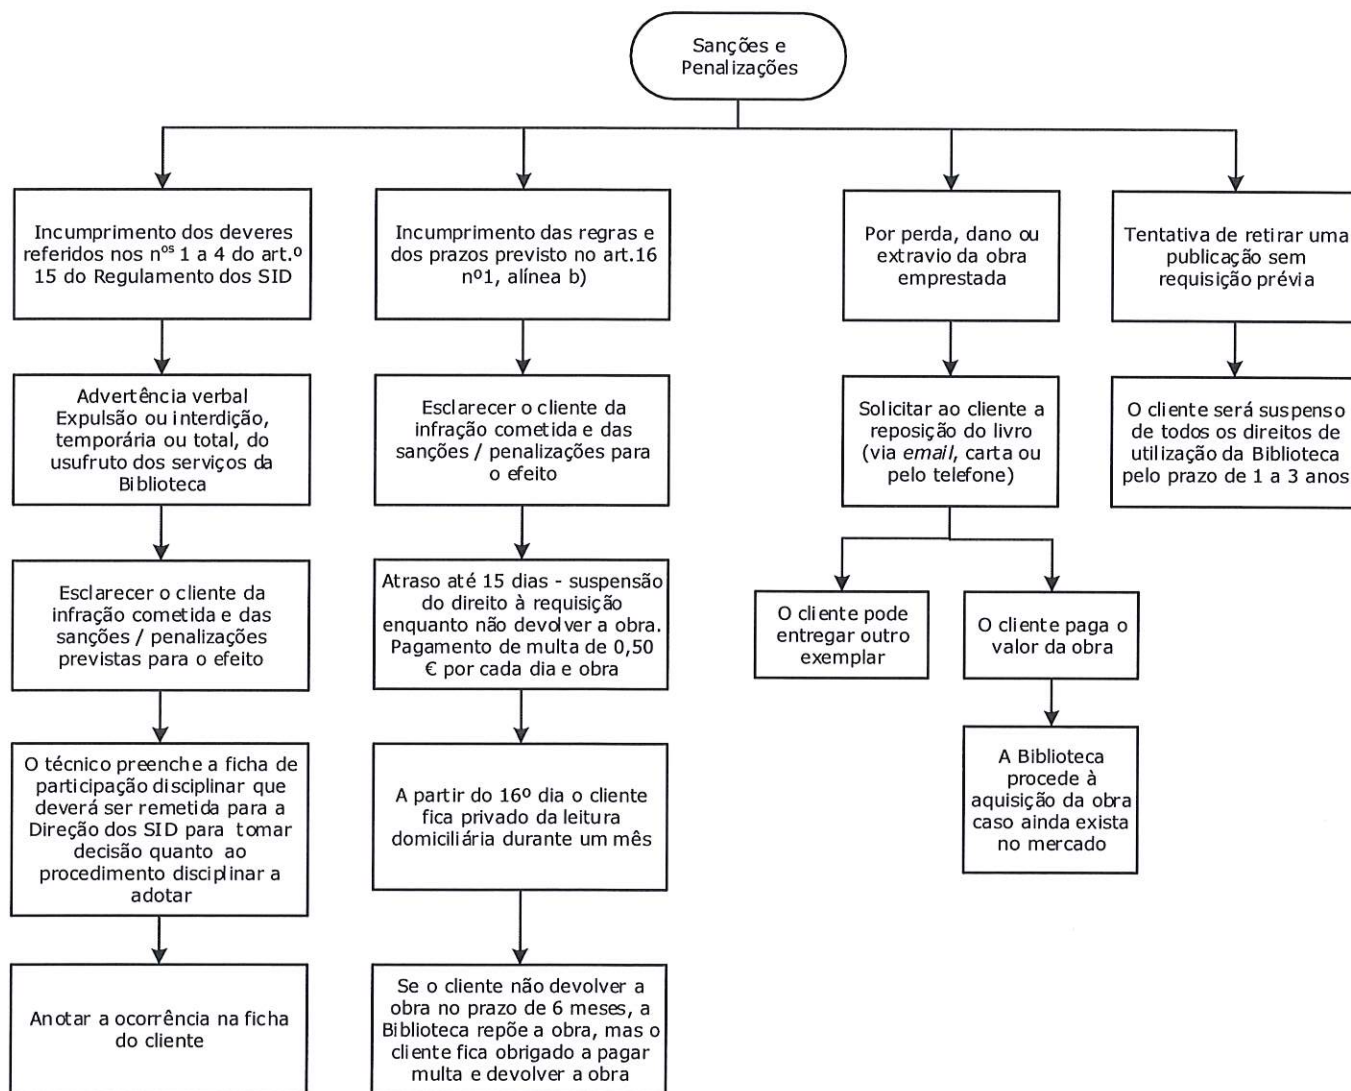 Sanções e
Penalizações
Incumprimento dos deveres
referidos nos nos 1 a 4 do art.º
15 do Regulamento dos SID
Advertência verbal
Expulsão ou interdição,
temporária ou total, do
usufruto dos serviços da
Biblioteca
Esclarecer o cliente da
infração cometida e das
sanções / penalizações
previstas para o efeito
O técnico preenche a ficha de
participação disciplinar que
deverá ser remetida para a
Direção dos SID para tomar
decisão quanto ao
procedimento disciplinar a
adotar
Anotar a ocorrência na ficha
do cliente
Incumprimento das regras e
dos prazos previsto no art.16
nº1, alínea b)
Esclarecer o cliente da
infração cometida e das
sanções / penalizações para
o efeito
Atraso até 15 dias - suspensão
do direito à requisição
enquanto não devolver a obra.
Pagamento de multa de 0,50
€ por cada dia e obra
A partir do 16º dia o cliente
fica privado da leitura
domiciliária durante um mês
Se o cliente não devolver a
obra no prazo de 6 meses, a
Biblioteca repõe a obra, mas o
cliente fica obrigado a pagar
multa e devolver a obra
Por perda, dano ou
extravio da obra
emprestada
Solicitar ao cliente a
reposição do livro
(via email, carta ou
pelo telefone)
O cliente pode
entregar outro
exemplar
O cliente paga o
valor da obra
A Biblioteca
procede à
aquisição da obra
caso ainda exista
no mercado
Tentativa de retirar uma
publicação sem
requisição prévia
O cliente será suspenso
de todos os direitos de
utilização da Biblioteca
pelo prazo de 1 a 3 anos